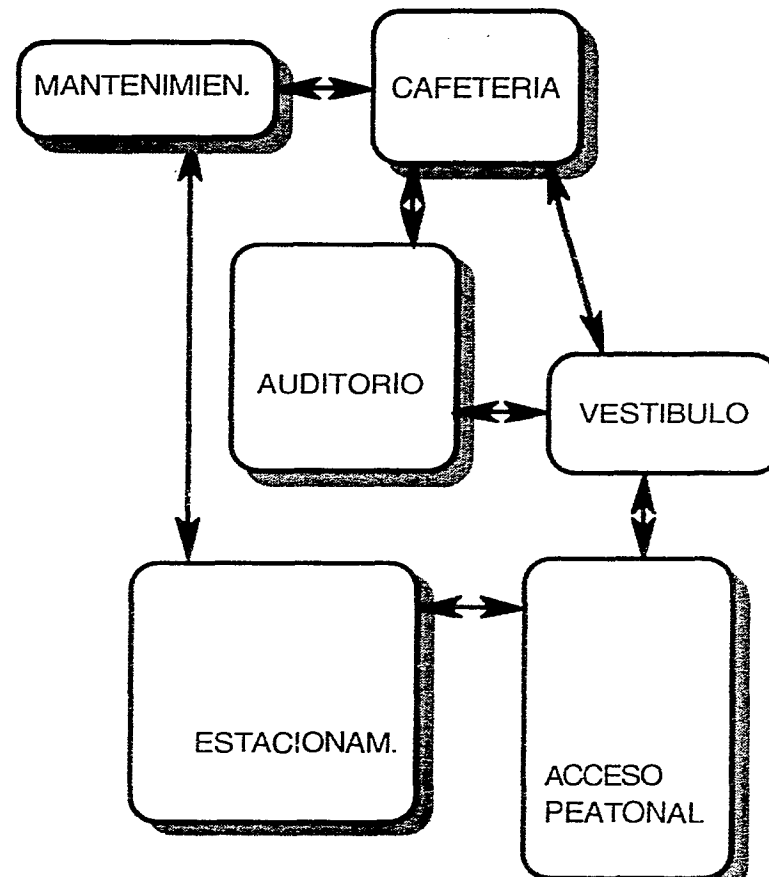 MANTENIMIEN.
CAFETERIA
AUDITORIO
VESTIBULO
ESTACIONAM.
ACCESO
PEATONAL